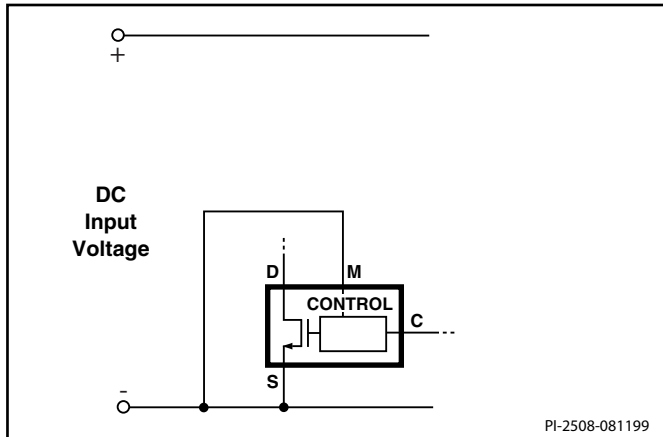 +
DC
Input
Voltage
D
M
CONTROL
C
S
-
PI-2508-081199